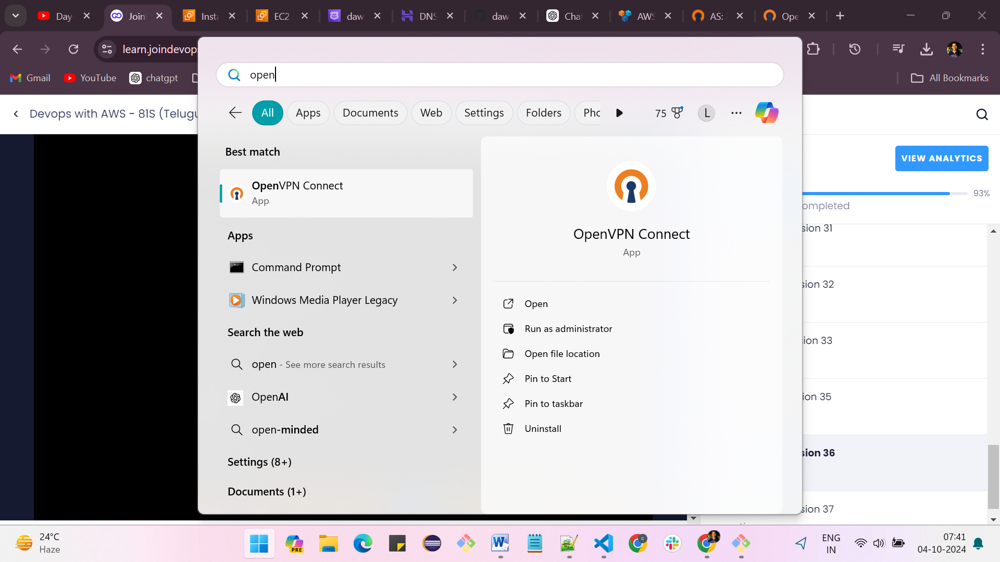 Day
Join
Insta
EC2
daw
DNS
daw
Chat
AWS
AS:
Ope
learn.joindevops
Gmail
YouTube
chatgpt
All Bookmarks
open
All
Apps
Documents
Web
Settings
Folders
Pho
75
L
Devops with AWS - 81S (Telugu
Best match
OpenVPN Connect
App
Apps
Command Prompt
Windows Media Player Legacy
Search the web
open - See more search results
OpenAI
open-minded
Settings (8+)
Documents (1+)
OpenVPN Connect
App
Open
Run as administrator
Open file location
Pin to Start
Pin to taskbar
Uninstall
VIEW ANALYTICS
93%
ompleted
sion 31
sion 32
sion 33
ion 35
sion 36
sion 37
24°C
Haze
PRE
ENG
IN
07:41
04-10-2024